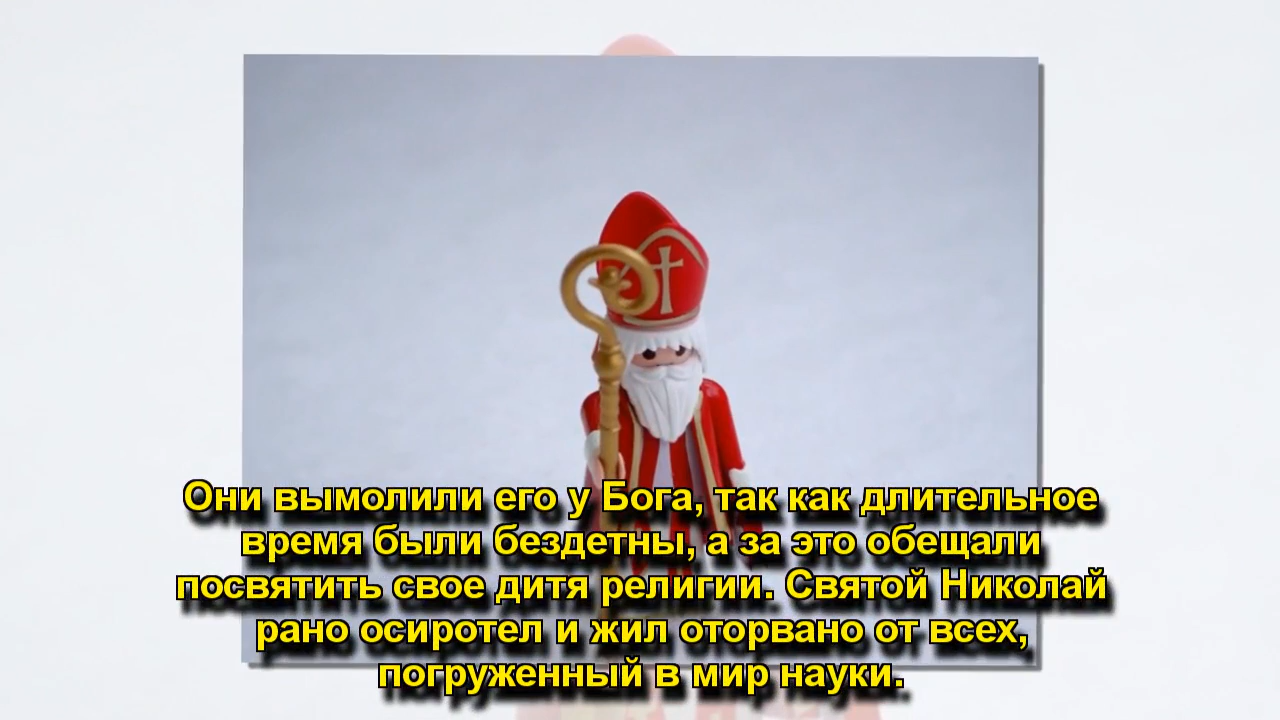 Они вымолили его у Бога, так как длительное
время были бездетны, а за это обещали
посвятить свое дитя религии. Святой Николай
рано осиротел и жил оторвано от всех,
погруженный в мир науки.